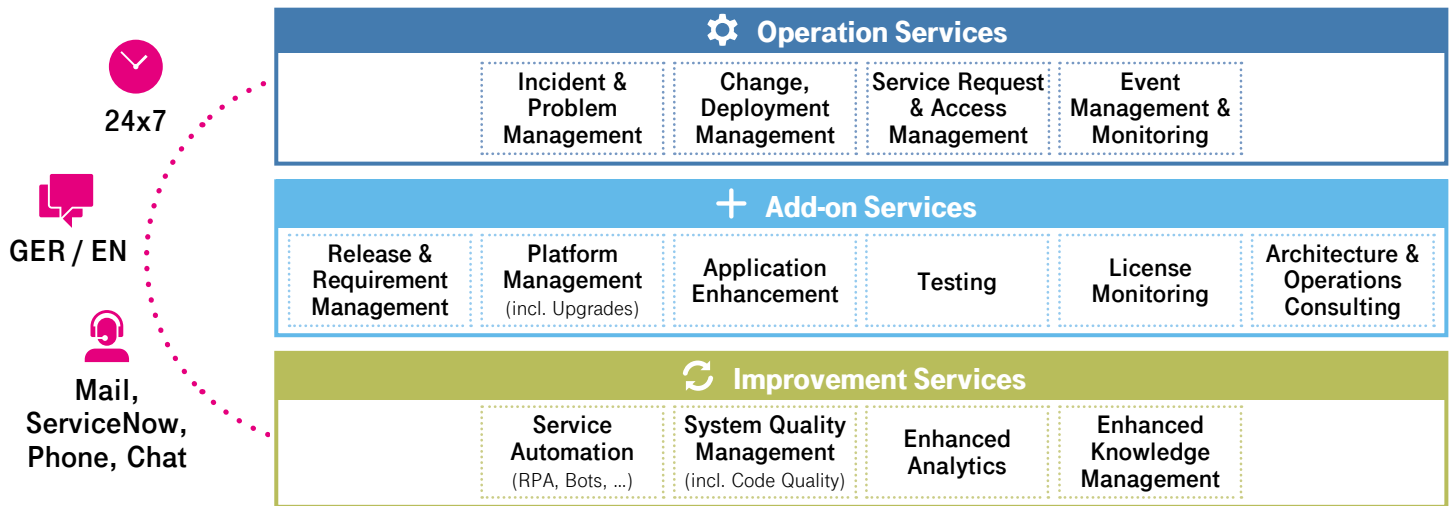 24x7
GER / EN
Mail,
ServiceNow,
Phone, Chat
Operation Services
Incident &
Problem
Management
Change,
Deployment
Management
Service Request
& Access
Management
Event
Management &
Monitoring
Add-on Services
Release &
Requirement
Management
Platform
Management
(incl. Upgrades)
Application
Enhancement
Testing
License
Monitoring
Architecture &
Operations
Consulting
Improvement Services
Service
Automation
(RPA, Bots, ...)
System Quality
Management
(incl. Code Quality)
Enhanced
Analytics
Enhanced
Knowledge
Management